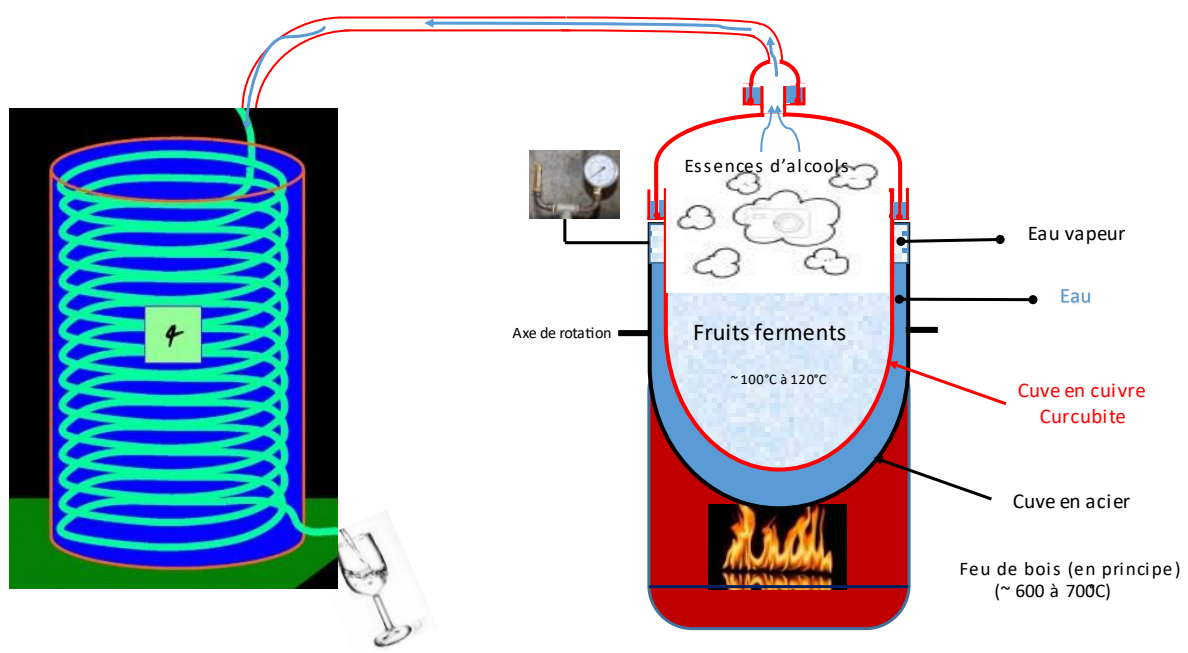 Essences d'alcools
Eau vapeur
Eau
Axe de rotation
Fruits ferments
~ 100°C à 120°C
Cuve en cuivre
Curcubite
Cuve en acier
Feu de bois (en principe)
(~ 600 à 700°C)
4